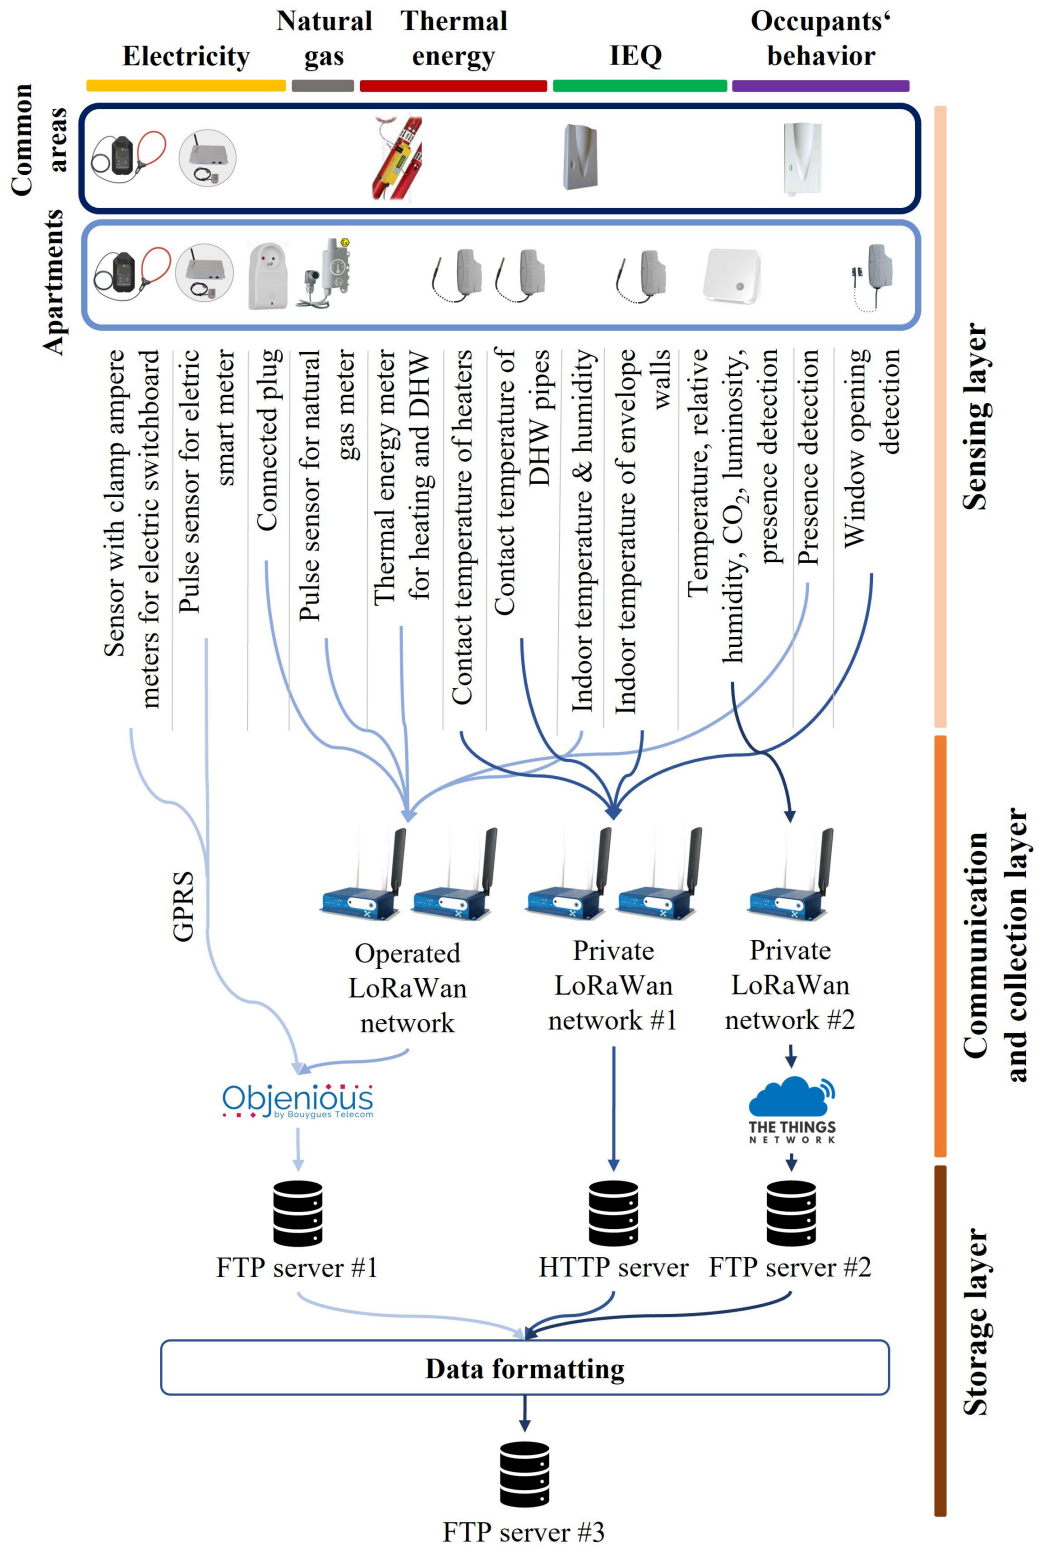 Electricity
Natural
gas
Thermal
energy
IEQ
Occupants‘
behavior
Common
areas
Apartments
Sensor with clamp ampere
meters for electric switchboard
Pulse sensor for eletric
smart meter
Connected plug
Pulse sensor for natural
gas meter
Thermal energy meter
for heating and DHW
Contact temperature of heaters
Contact temperature of
DHW pipes
Indoor temperature & humidity
Indoor temperature of envelope
walls
Temperature, relative
humidity, CO2, luminosity,
presence detection
Presence detection
Window opening
detection
Sensing layer
GPRS
Operated
LoRaWan
network
Private
LoRaWan
network #1
Private
LoRaWan
network #2
Communication
and collection layer
Objenious
by Bouygues Telecom
THE THINGS
NETWORK
FTP server #1
HTTP server
FTP server #2
Storage layer
Data formatting
FTP server #3